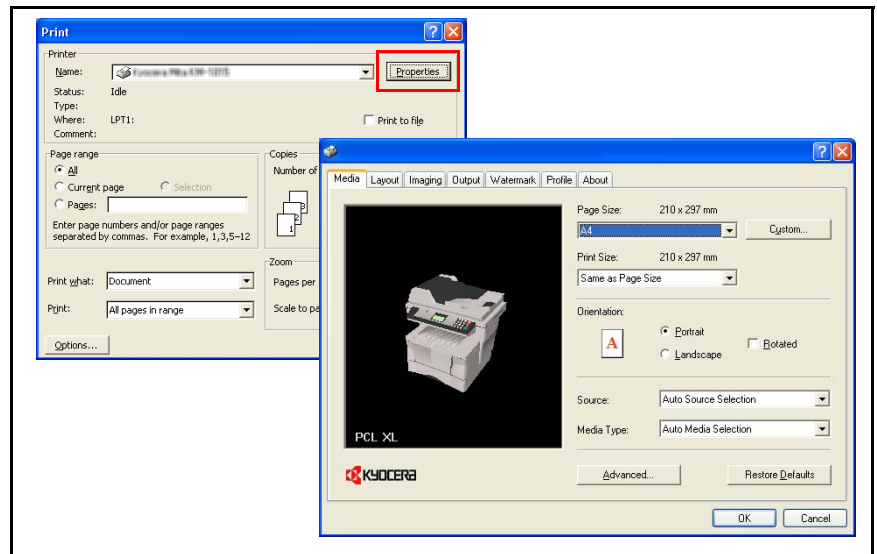 Print
Printer
Name:
Properties
Status: Idle
Type:
Where: LPT1:
Print to file
Comment:
Page range
All
Current page
Selection
Pages:
Enter page numbers and/or page ranges
separated by commas. For example, 1,3,5–12
Copies
Number of
1
2
3
Print what: Document
Print: All pages in range
Zoom
Pages per
Scale to pa
Options...
Media Layout Imaging Output Watermark Profile About
Page Size: 210 x 297 mm
A4
Custom...
Print Size: 210 x 297 mm
Same as Page Size
Orientation:
A
Portrait
Landscape
Rotated
Source: Auto Source Selection
Media Type: Auto Media Selection
PCL XL
KYOCERA
Advanced...
Restore Defaults
OK
Cancel